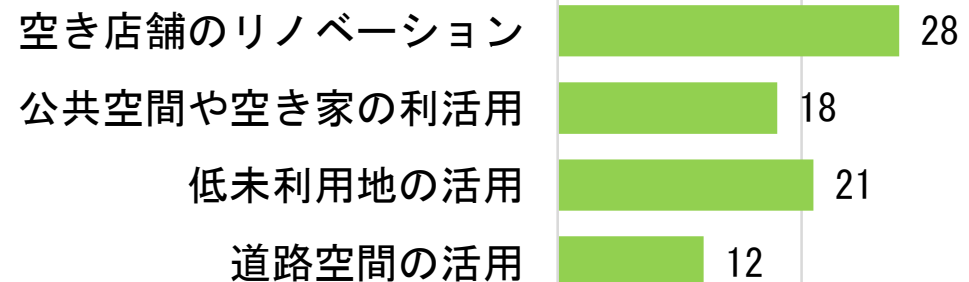 空き店舗のリノベーション 28
公共空間や空き家の利活用 18
低未利用地の活用 21
道路空間の活用 12